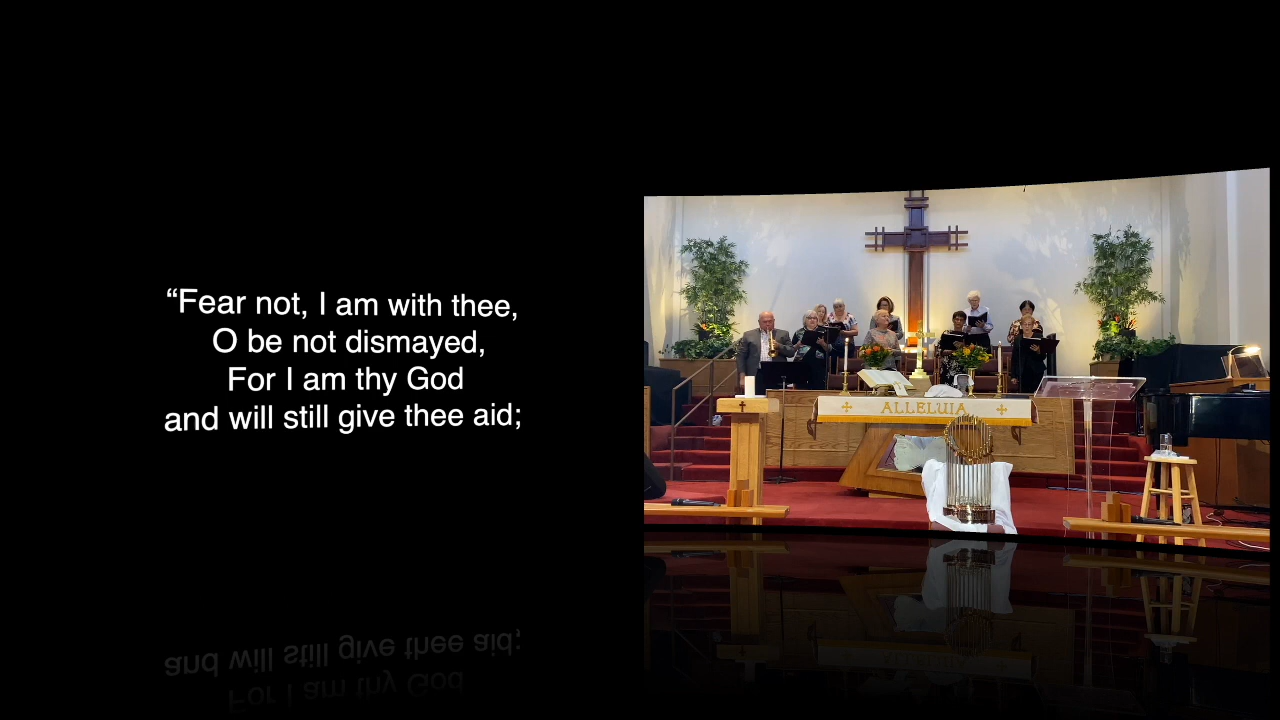 “Fear not, I am with thee,
O be not dismayed,
For I am thy God
and will still give thee aid;
ALLELUIA